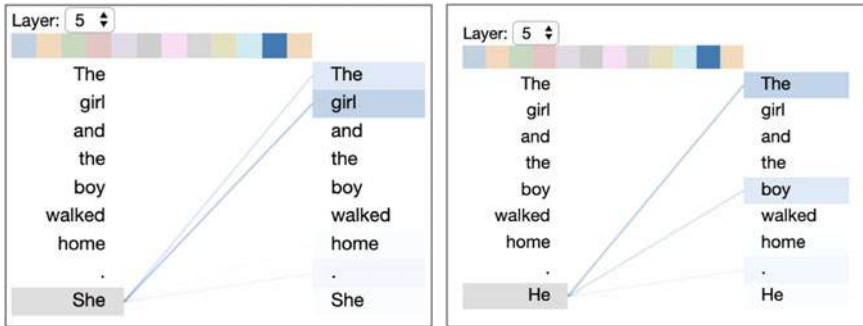 Layer: 5
The The
girl girl
and and
the the
boy boy
walked walked
home home
. .
She She
Layer: 5
The The
girl girl
and and
the the
boy boy
walked walked
home home
. .
He He